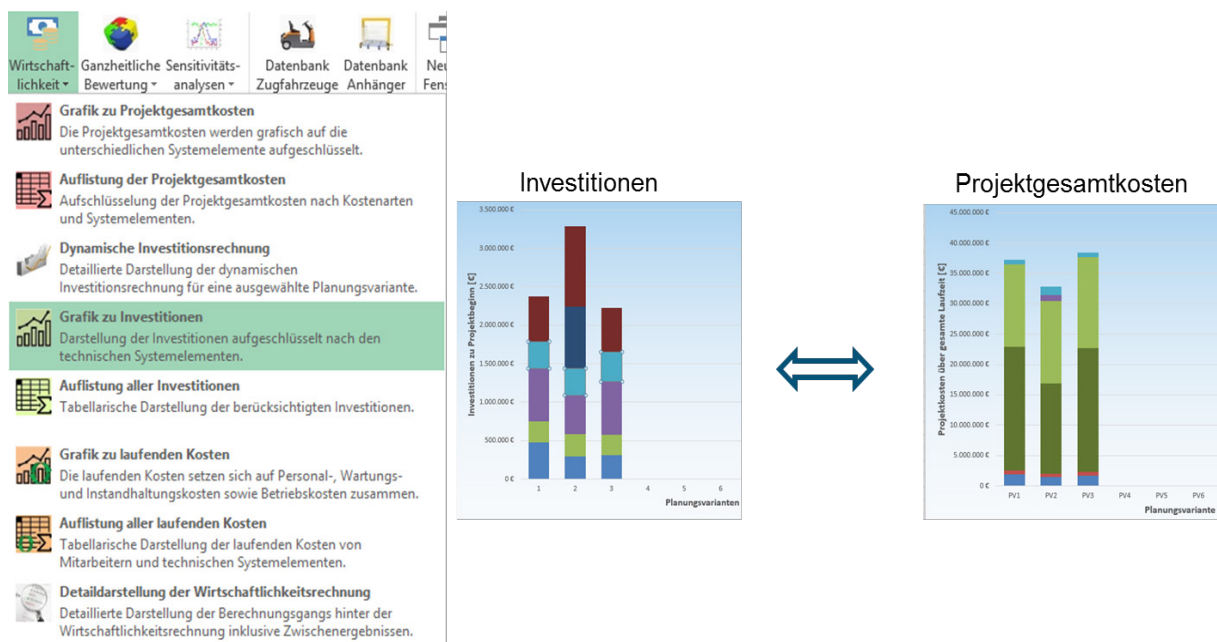 Wirtschaft- Ganzheitliche Sensitivitäts- Datenbank Datenbank Neu
lichkeit Bewertung analysen Zugfahrzeuge Anhänger Fens
Grafik zu Projektgesamtkosten
Die Projektgesamtkosten werden grafisch auf die
unterschiedlichen Systemelemente aufgeschlüsselt.
Auflistung der Projektgesamtkosten
Aufschlüsselung der Projektgesamtkosten nach Kostenarten
und Systemelementen.
Dynamische Investitionsrechnung
Detaillierte Darstellung der dynamischen
Investitionsrechnung für eine ausgewählte Planungsvariante.
Grafik zu Investitionen
Darstellung der Investitionen aufgeschlüsselt nach den
technischen Systemelementen.
Auflistung aller Investitionen
Tabellarische Darstellung der berücksichtigten Investitionen.
Grafik zu laufenden Kosten
Die laufenden Kosten setzen sich auf Personal-, Wartungs-
und Instandhaltungskosten sowie Betriebskosten zusammen.
Auflistung aller laufenden Kosten
Tabellarische Darstellung der laufenden Kosten von
Mitarbeitern und technischen Systemelementen.
Detaildarstellung der Wirtschaftlichkeitsrechnung
Detaillierte Darstellung der Berechnungsgangs hinter der
Wirtschaftlichkeitsrechnung inklusive Zwischenergebnissen.
Investitionen
Investitionen zu Projektbeginn [€]
3.500.000 €
3.000.000 €
2.500.000 €
2.000.000 €
1.500.000 €
1.000.000 €
500.000 €
0 €
1 2 3 4 5 6
Planungsvarianten
Projektgesamtkosten
Projektkosten über gesamte Laufzeit [€]
45.000.000 €
40.000.000 €
35.000.000 €
30.000.000 €
25.000.000 €
20.000.000 €
15.000.000 €
10.000.000 €
5.000.000 €
0 €
PV1 PV2 PV3 PV4 PV5 PV6
Planungsvariante